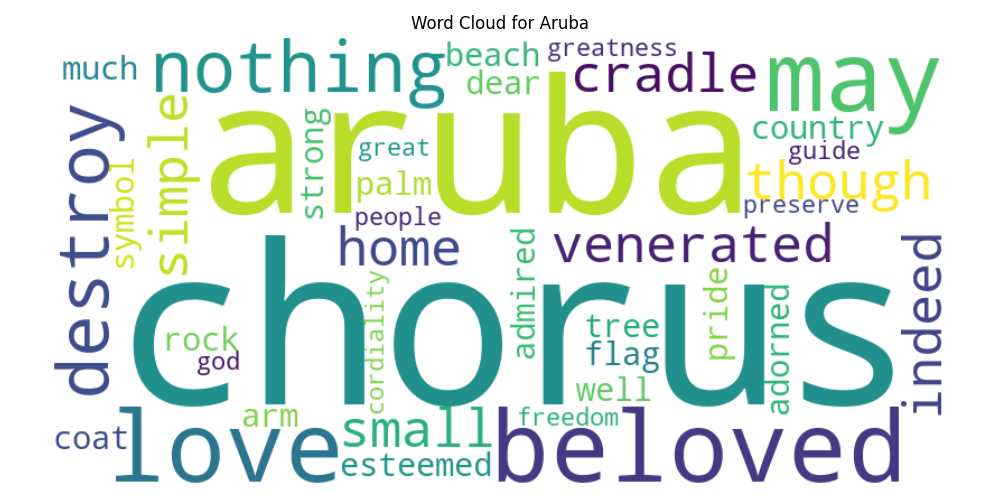 Word Cloud for Aruba
much
nothing
beach
greatness
dear
cradle
may
destroy
simple
aruba
strong
great
palm
people
country
guide
though
preserve
symbol
home
venerated
chorus
rock
god
cordiality
admired
tree
flag
pride
adorned
indeed
well
coat
arm
love
small
esteemed
freedom
beloved